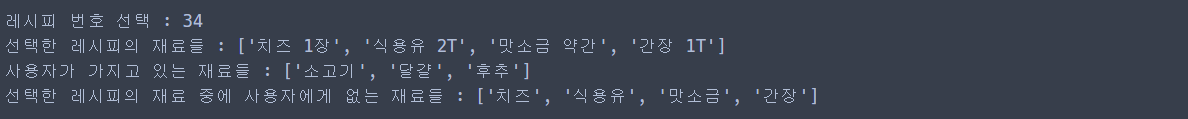 레시피 번호 선택 : 34
선택한 레시피의 재료들 : ['치즈 1장', '식용유 2T', '맛소금 약간', '간장 1T']
사용자가 가지고 있는 재료들 : ['소고기', '달걀', '후추']
선택한 레시피의 재료 중에 사용자에게 없는 재료들 : ['치즈', '식용유', '맛소금', '간장']